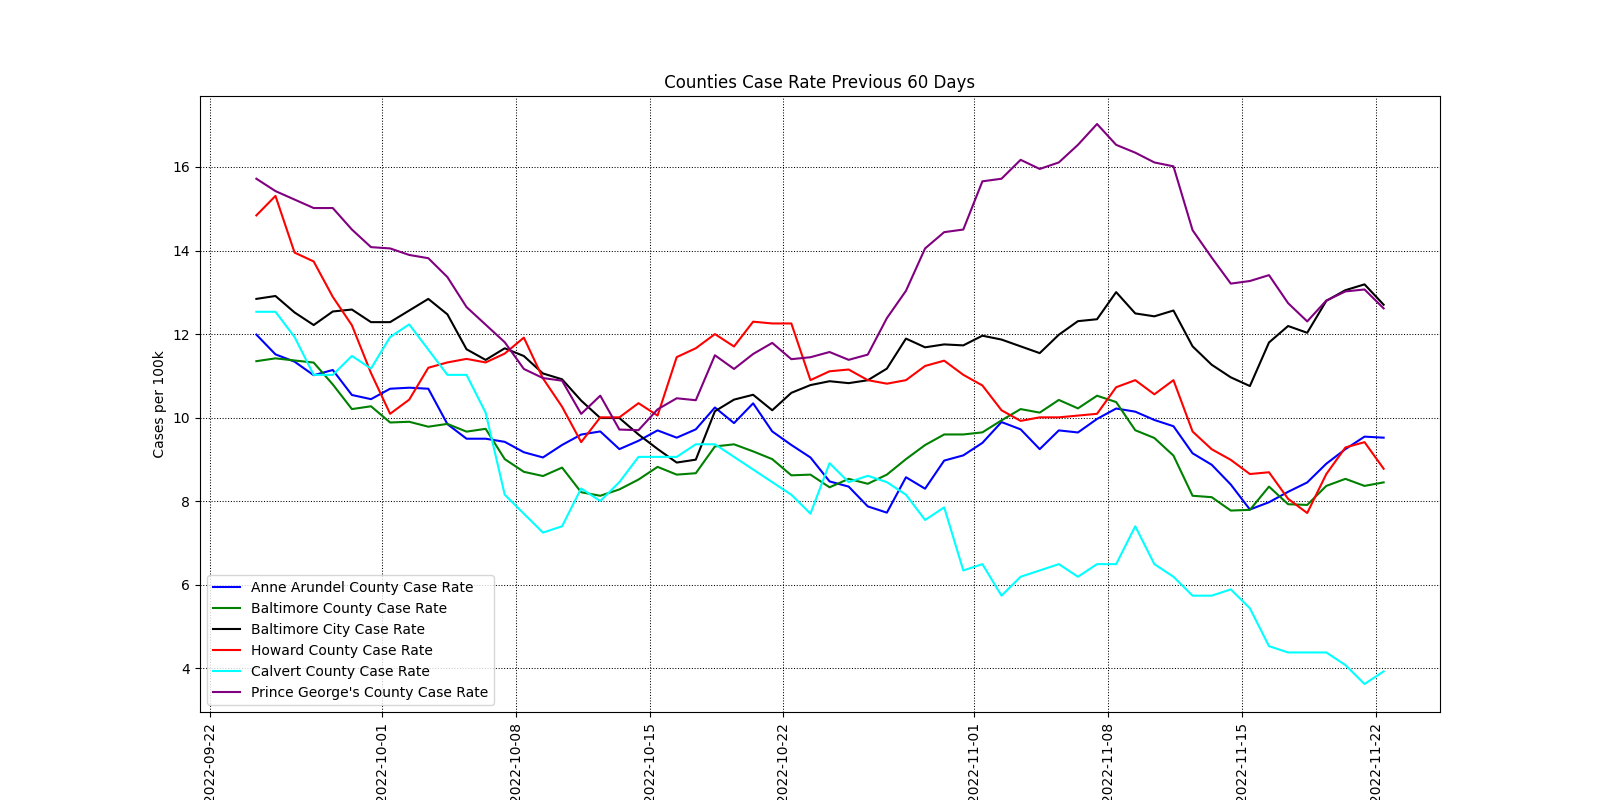 Counties Case Rate Previous 60 Days
Cases per 100k
16
14
12
10
8
6
4
Anne Arundel County Case Rate
Baltimore County Case Rate
Baltimore City Case Rate
Howard County Case Rate
Calvert County Case Rate
Prince George's County Case Rate
2022-09-22
2022-10-01
2022-10-08
2022-10-15
2022-10-22
2022-11-01
2022-11-08
2022-11-15
2022-11-22